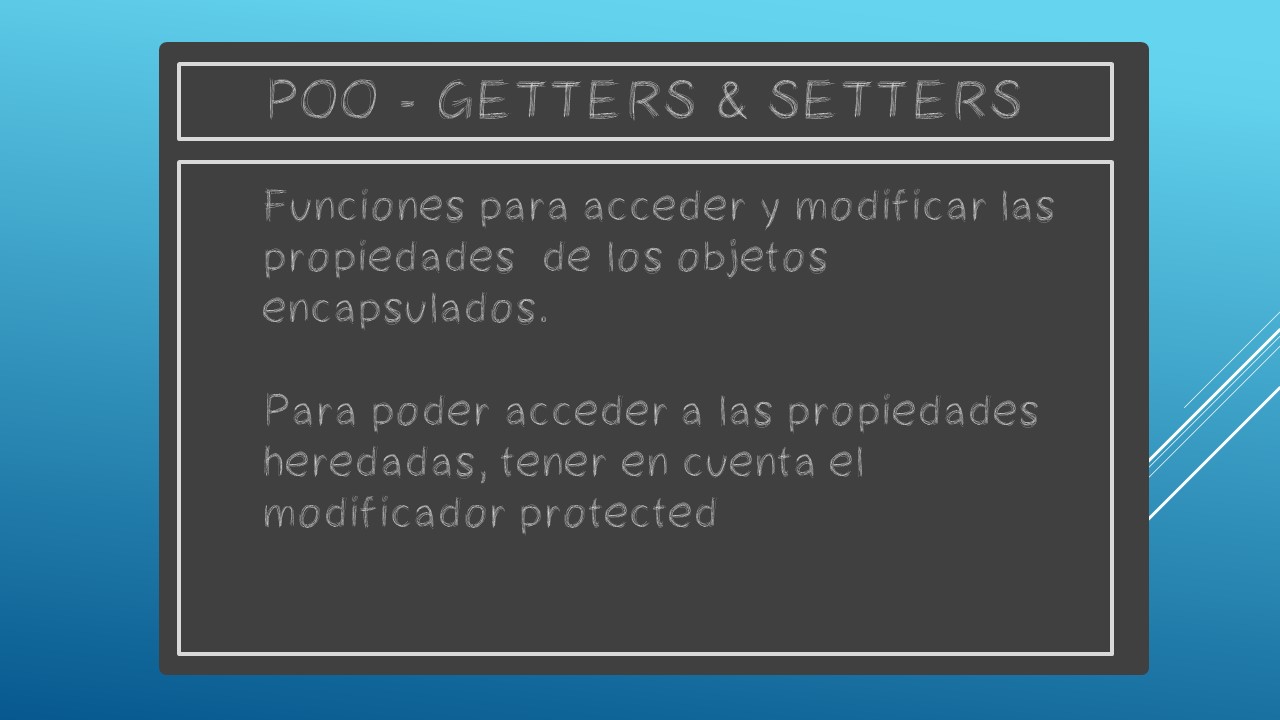 POO - GETTERS & SETTERS
Funciones para acceder y modificar las
propiedades  de los objetos
encapsulados.
Para poder acceder a las propiedades
heredadas, tener en cuenta el
modificador protected